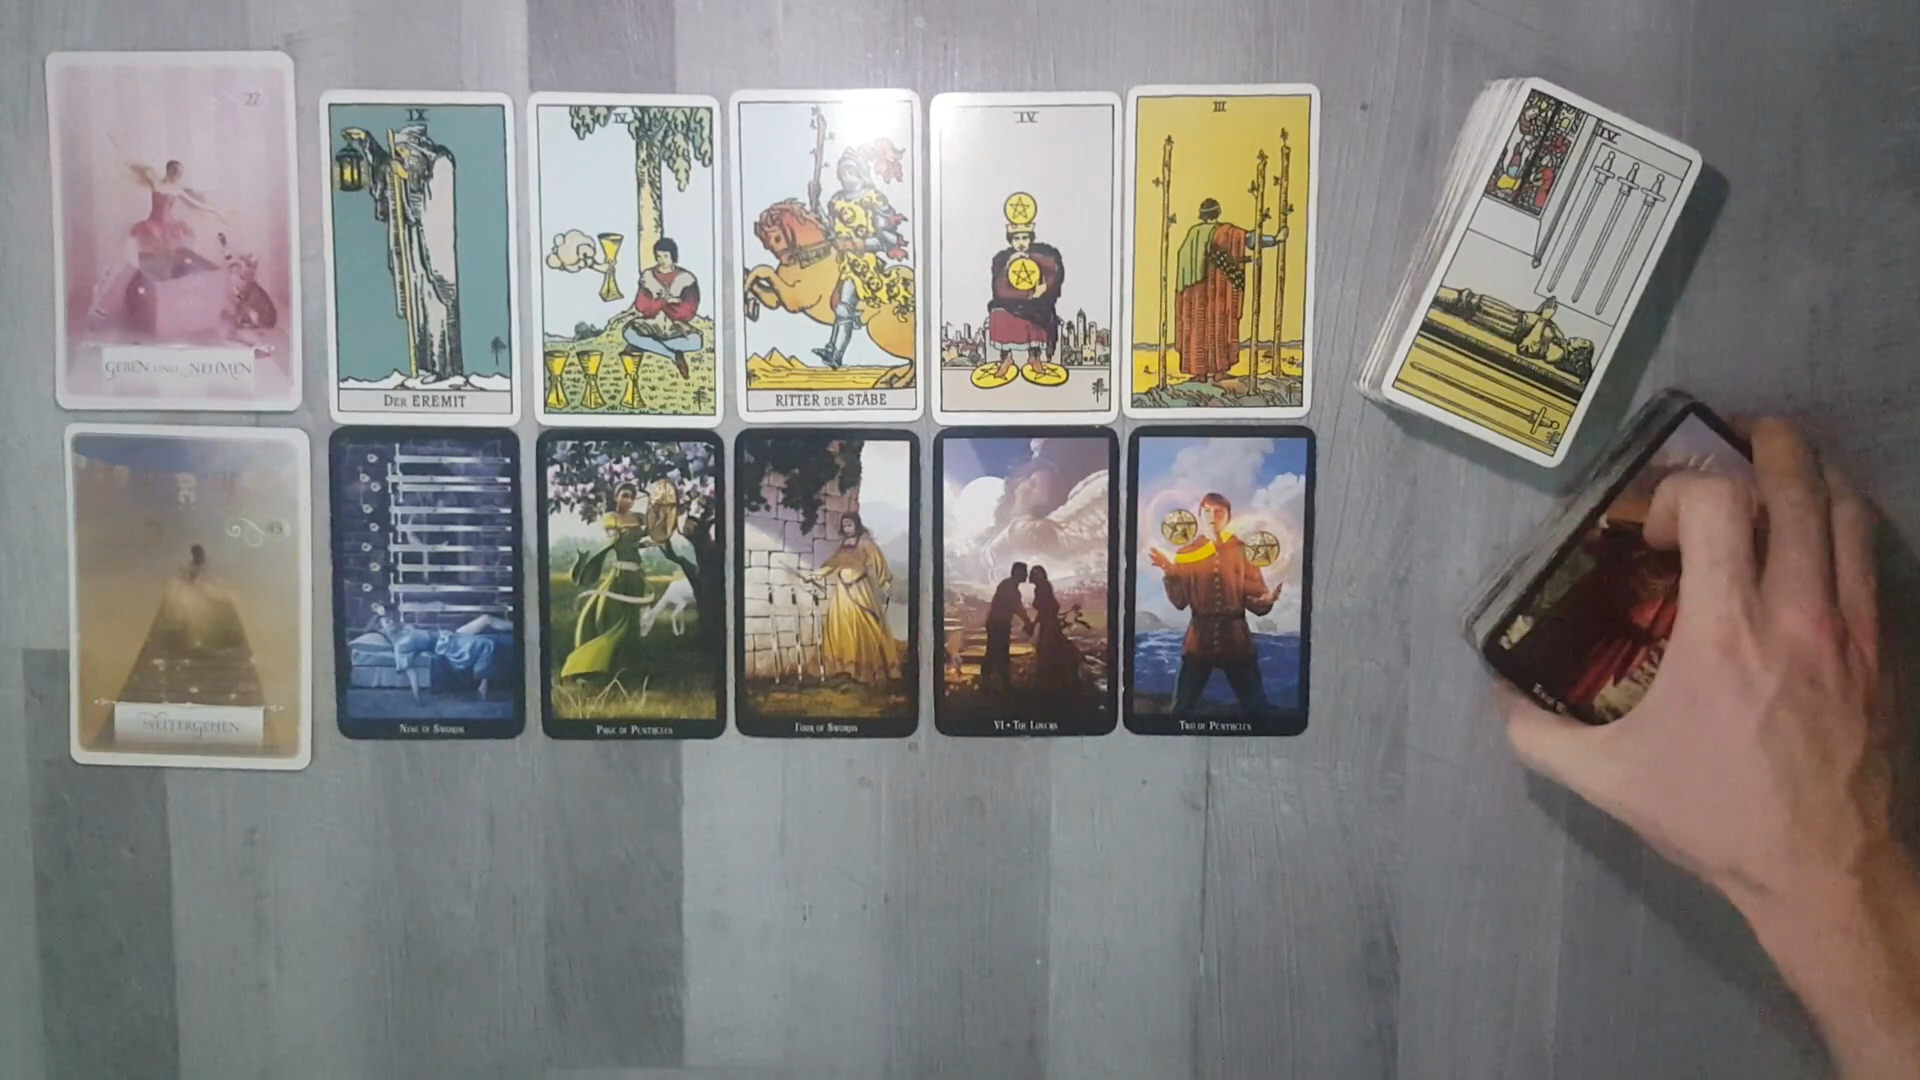 27
GEBEN UND NEHMEN
IX
DER EREMIT
IV
RITTER DER STÄBE
IV
III
IV
45
WEITERGEHEN
NINE OF SWORDS
PAGE OF PENTACLES
FOUR OF SWORDS
VI • THE LOVERS
TWO OF PENTACLES